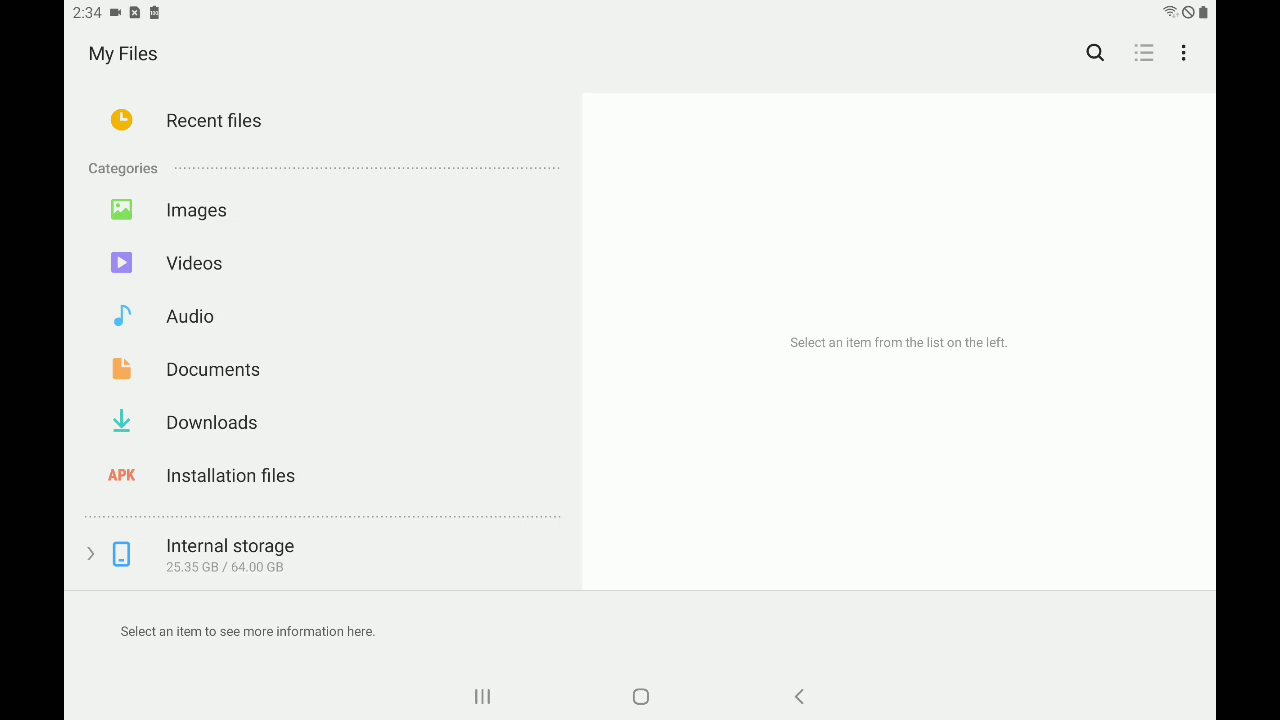 2:34
My Files
Recent files
Categories
Images
Videos
Audio
Documents
Downloads
APK Installation files
Internal storage
25.35 GB / 64.00 GB
Select an item from the list on the left.
Select an item to see more information here.